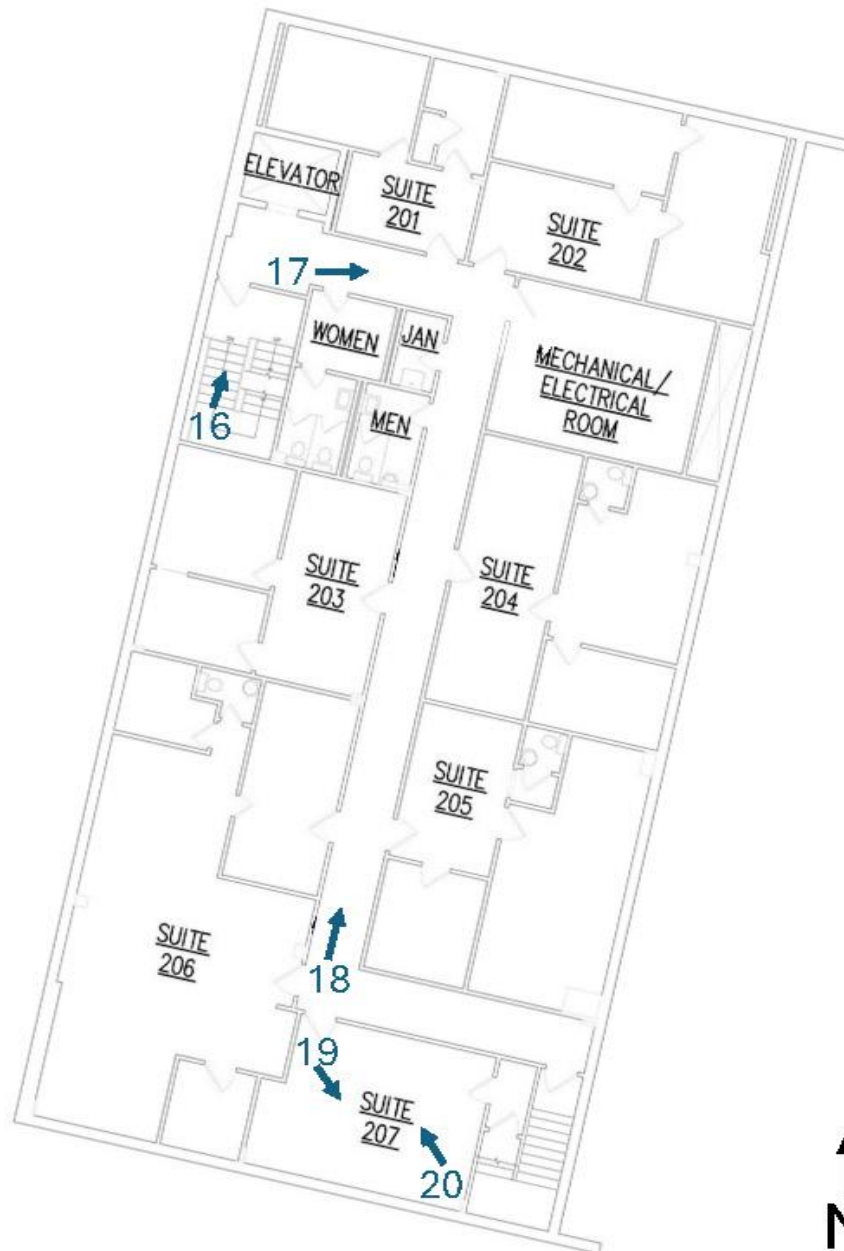 ELEVATOR
SUITE
201
SUITE
202
17
WOMEN
JAN
MECHANICAL/
ELECTRICAL
ROOM
16
MEN
SUITE
203
SUITE
204
SUITE
205
SUITE
206
18
19
SUITE
207
20
N